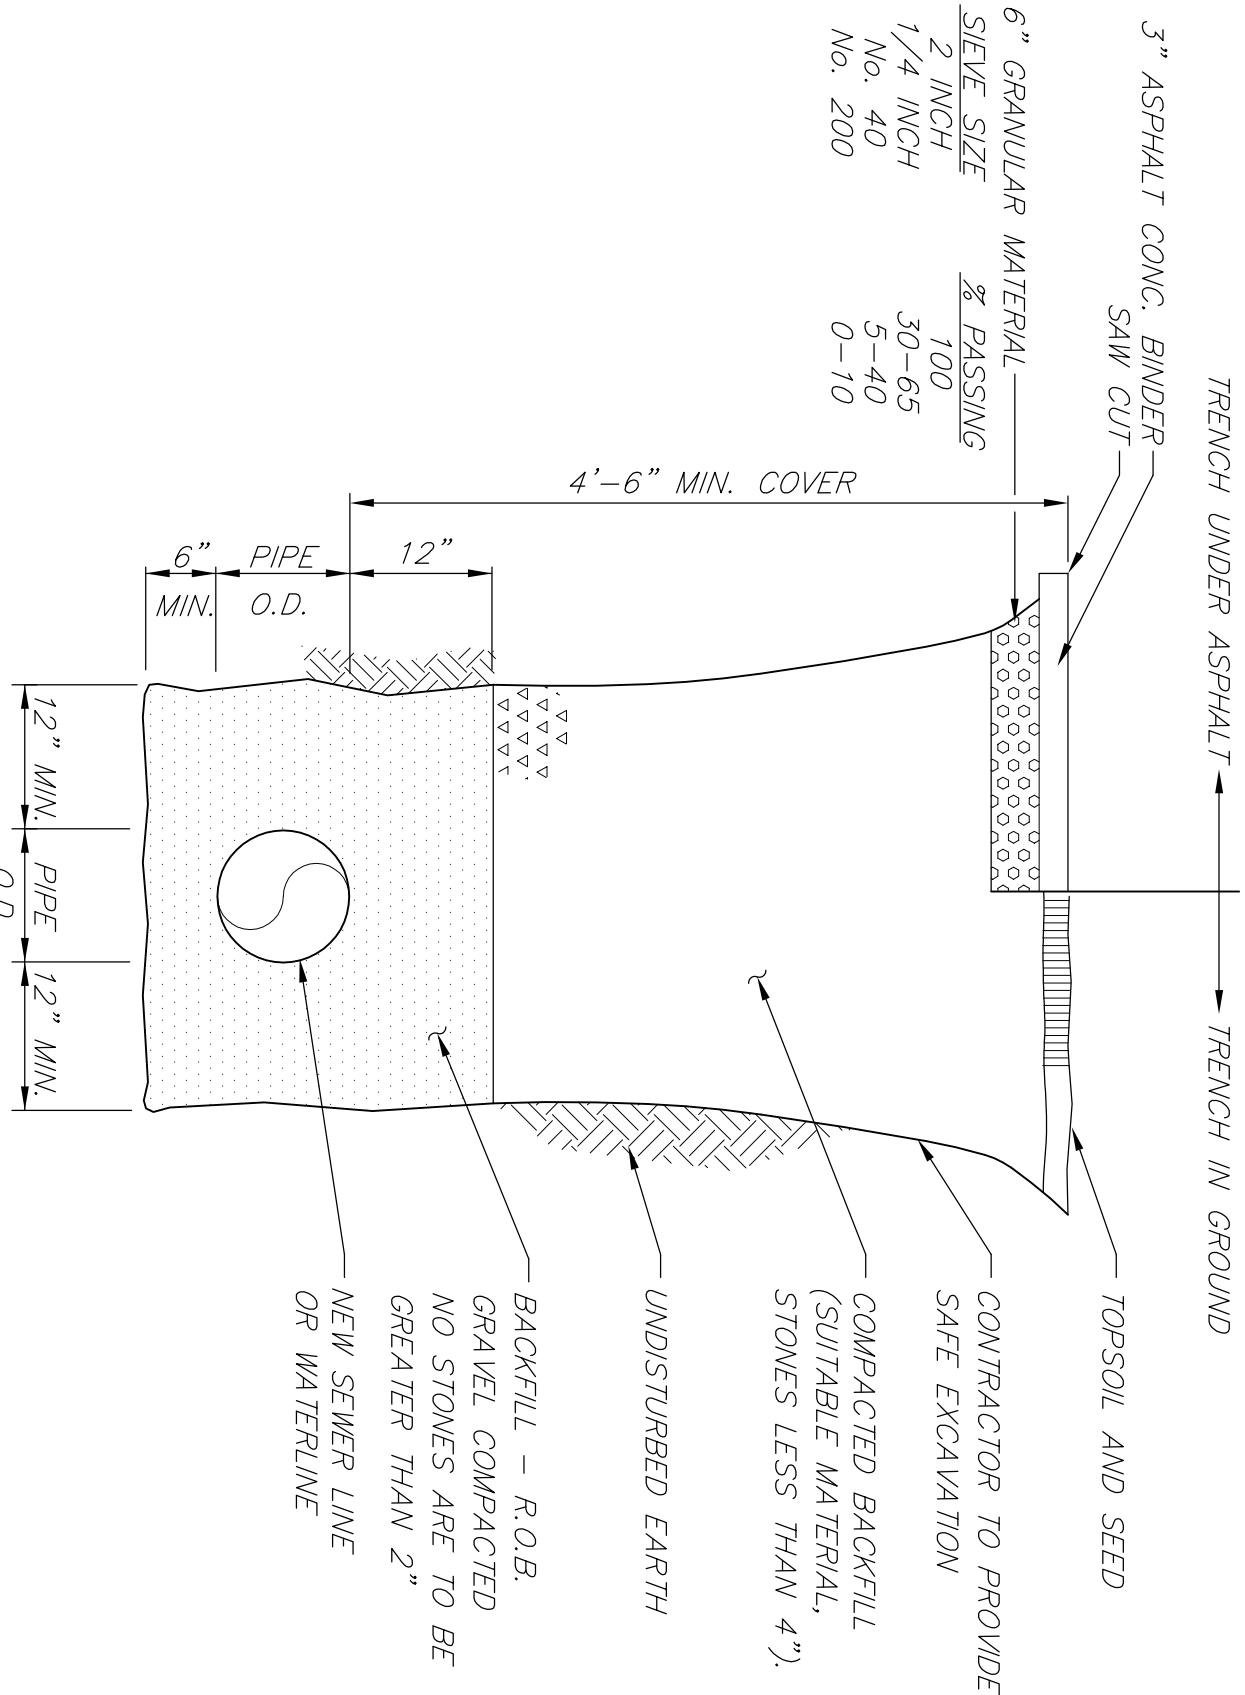 TRENCH UNDER ASPHALT
TRENCH IN GROUND
3" ASPHALT CONC. BINDER
SAW CUT
6" GRANULAR MATERIAL
SIEVE SIZE % PASSING
2 INCH 100
1/4 INCH 30-65
No. 40 5-40
No. 200 0-10
4'-6" MIN. COVER
12"
PIPE
O.D.
6"
MIN.
12" MIN.
PIPE
O.D.
12" MIN.
TOPSOIL AND SEED
CONTRACTOR TO PROVIDE
SAFE EXCAVATION
COMPACTED BACKFILL
(SUITABLE MATERIAL,
STONES LESS THAN 4").
UNDISTURBED EARTH
BACKFILL - R.O.B.
GRAVEL COMPACTED
NO STONES ARE TO BE
GREATER THAN 2"
NEW SEWER LINE
OR WATERLINE